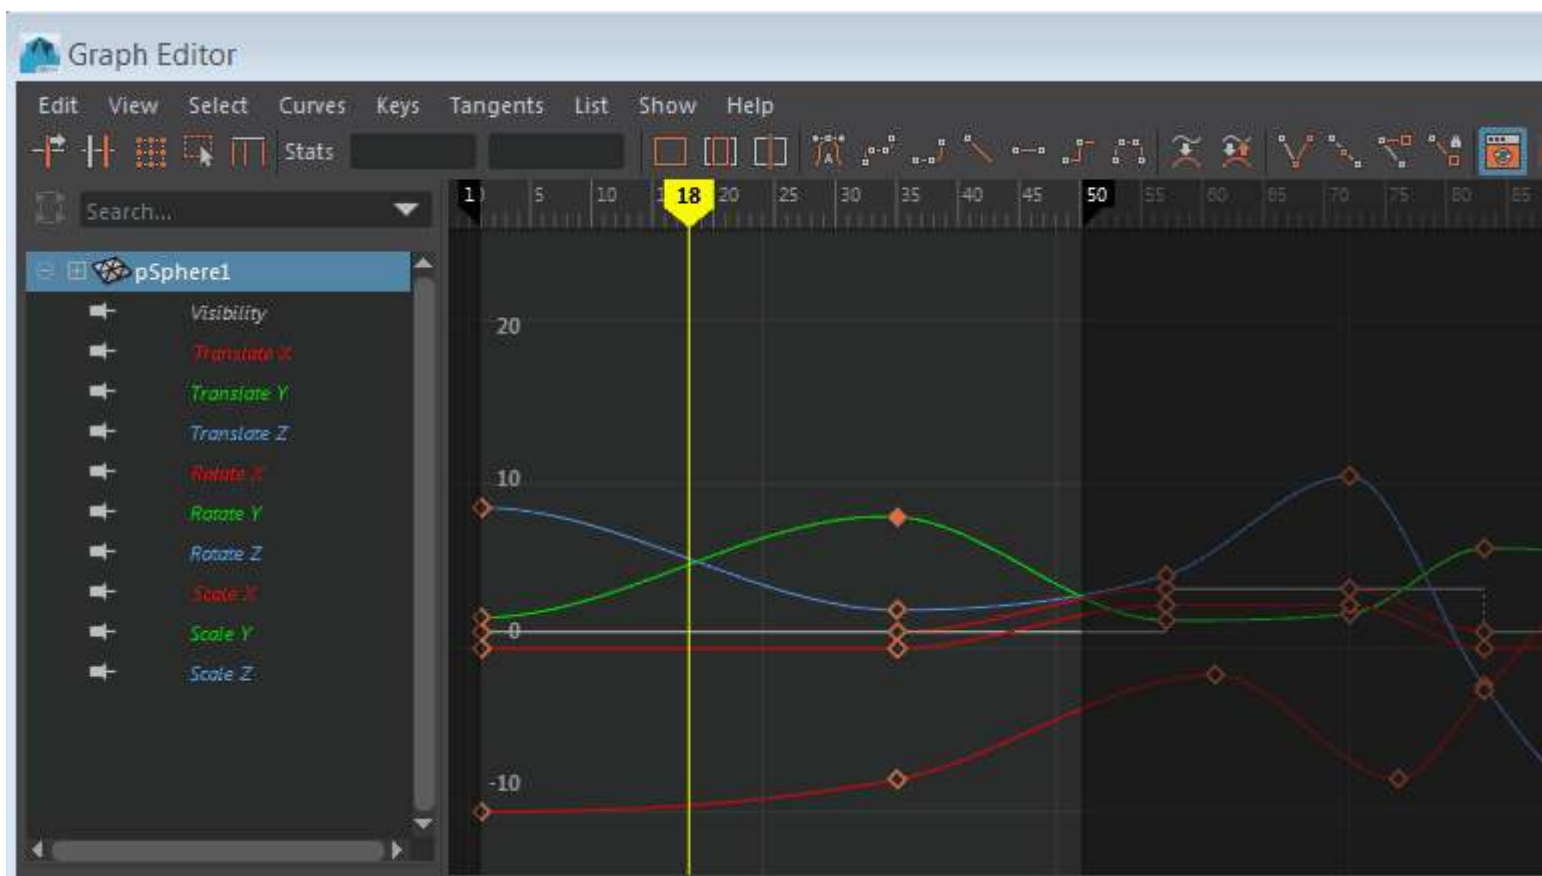 Graph Editor
Edit View Select Curves Keys Tangents List Show Help
A
Stats
1 5 10 18 20 25 30 35 40 45 50 55 60 65 70 75 80 85
Search...
pSphere1
Visibility
Translate X
Translate Y
Translate Z
Rotate X
Rotate Y
Rotate Z
Scale X
Scale Y
Scale Z
20
10
0
-10